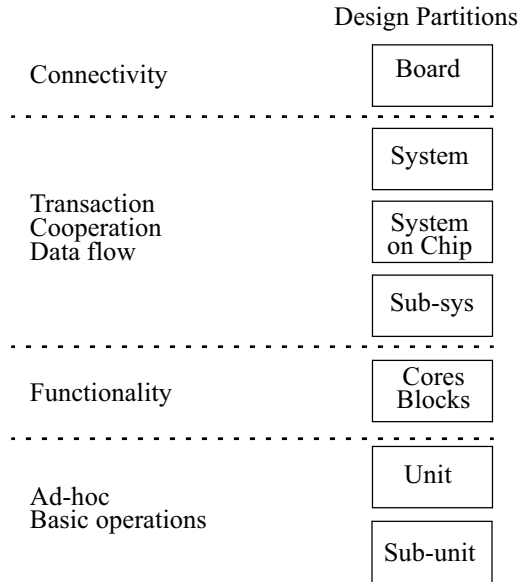 Design Partitions
Connectivity
Board
System
Transaction
Cooperation
Data flow
System
on Chip
Sub-sys
Functionality
Cores
Blocks
Unit
Ad-hoc
Basic operations
Sub-unit